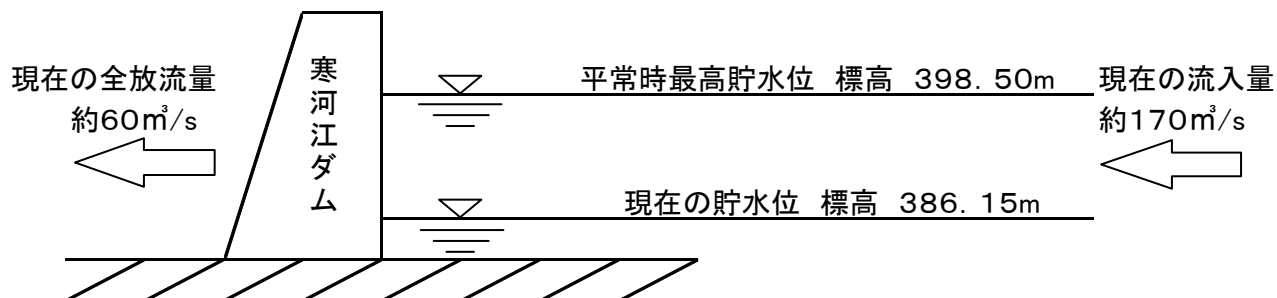 現在の全放流量
約60㎥/s
寒河江ダム
平常時最高貯水位 標高 398.50m
現在の貯水位 標高 386.15m
現在の流入量
約170㎥/s